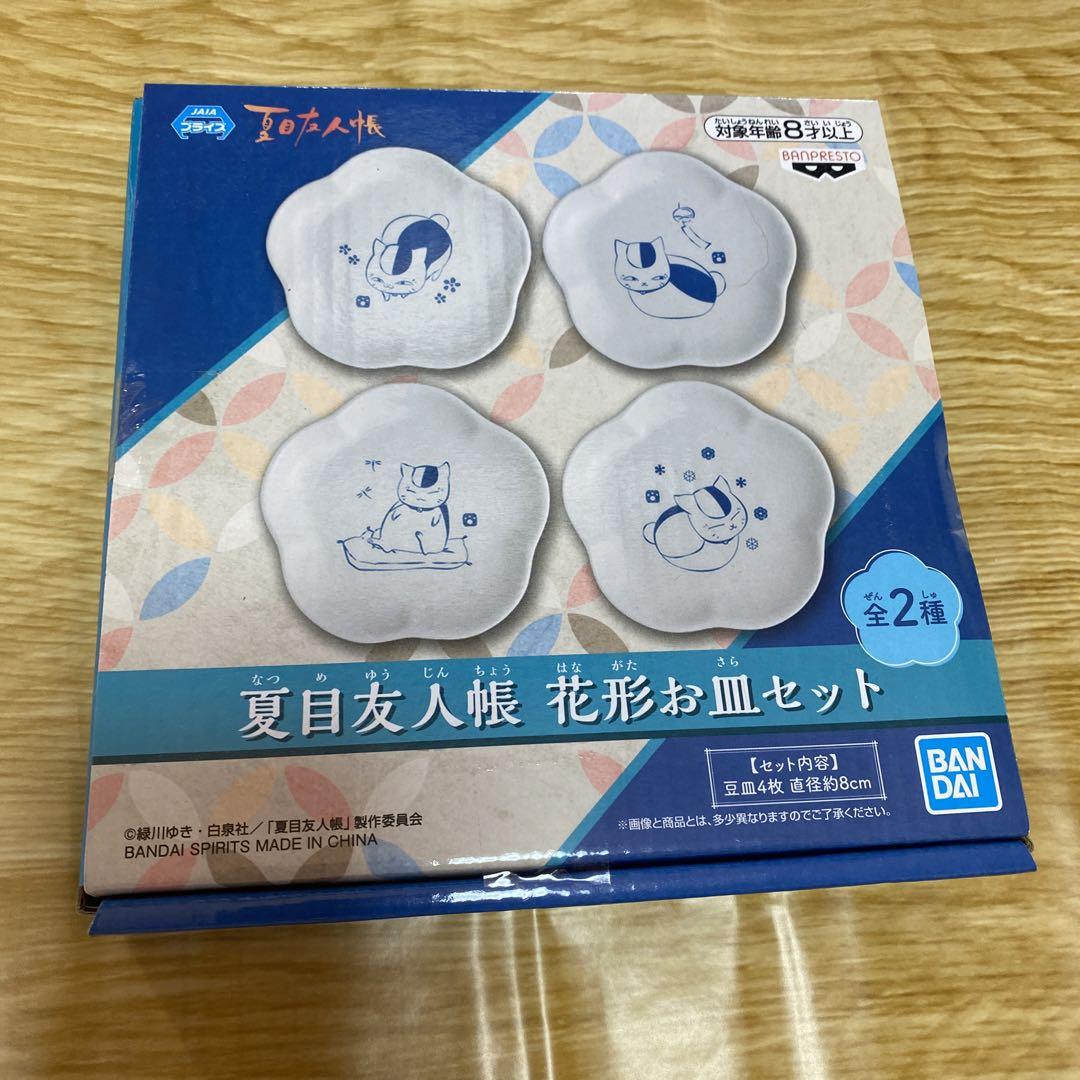 JAIA
プライズ
夏目友人帳
たいしょうねんれい さいいじょう
対象年齢8才以上
BANPRESTO
ぜん しゅ
全2種
なつ め ゆう じん ちょう はな がた さら
夏目友人帳 花形お皿セット
【セット内容】
豆皿4枚 直径約8cm
BAN
DAI
※画像と商品とは、多少異なりますのでご了承ください。
©緑川ゆき・白泉社/「夏目友人帳」製作委員会
BANDAI SPIRITS MADE IN CHINA